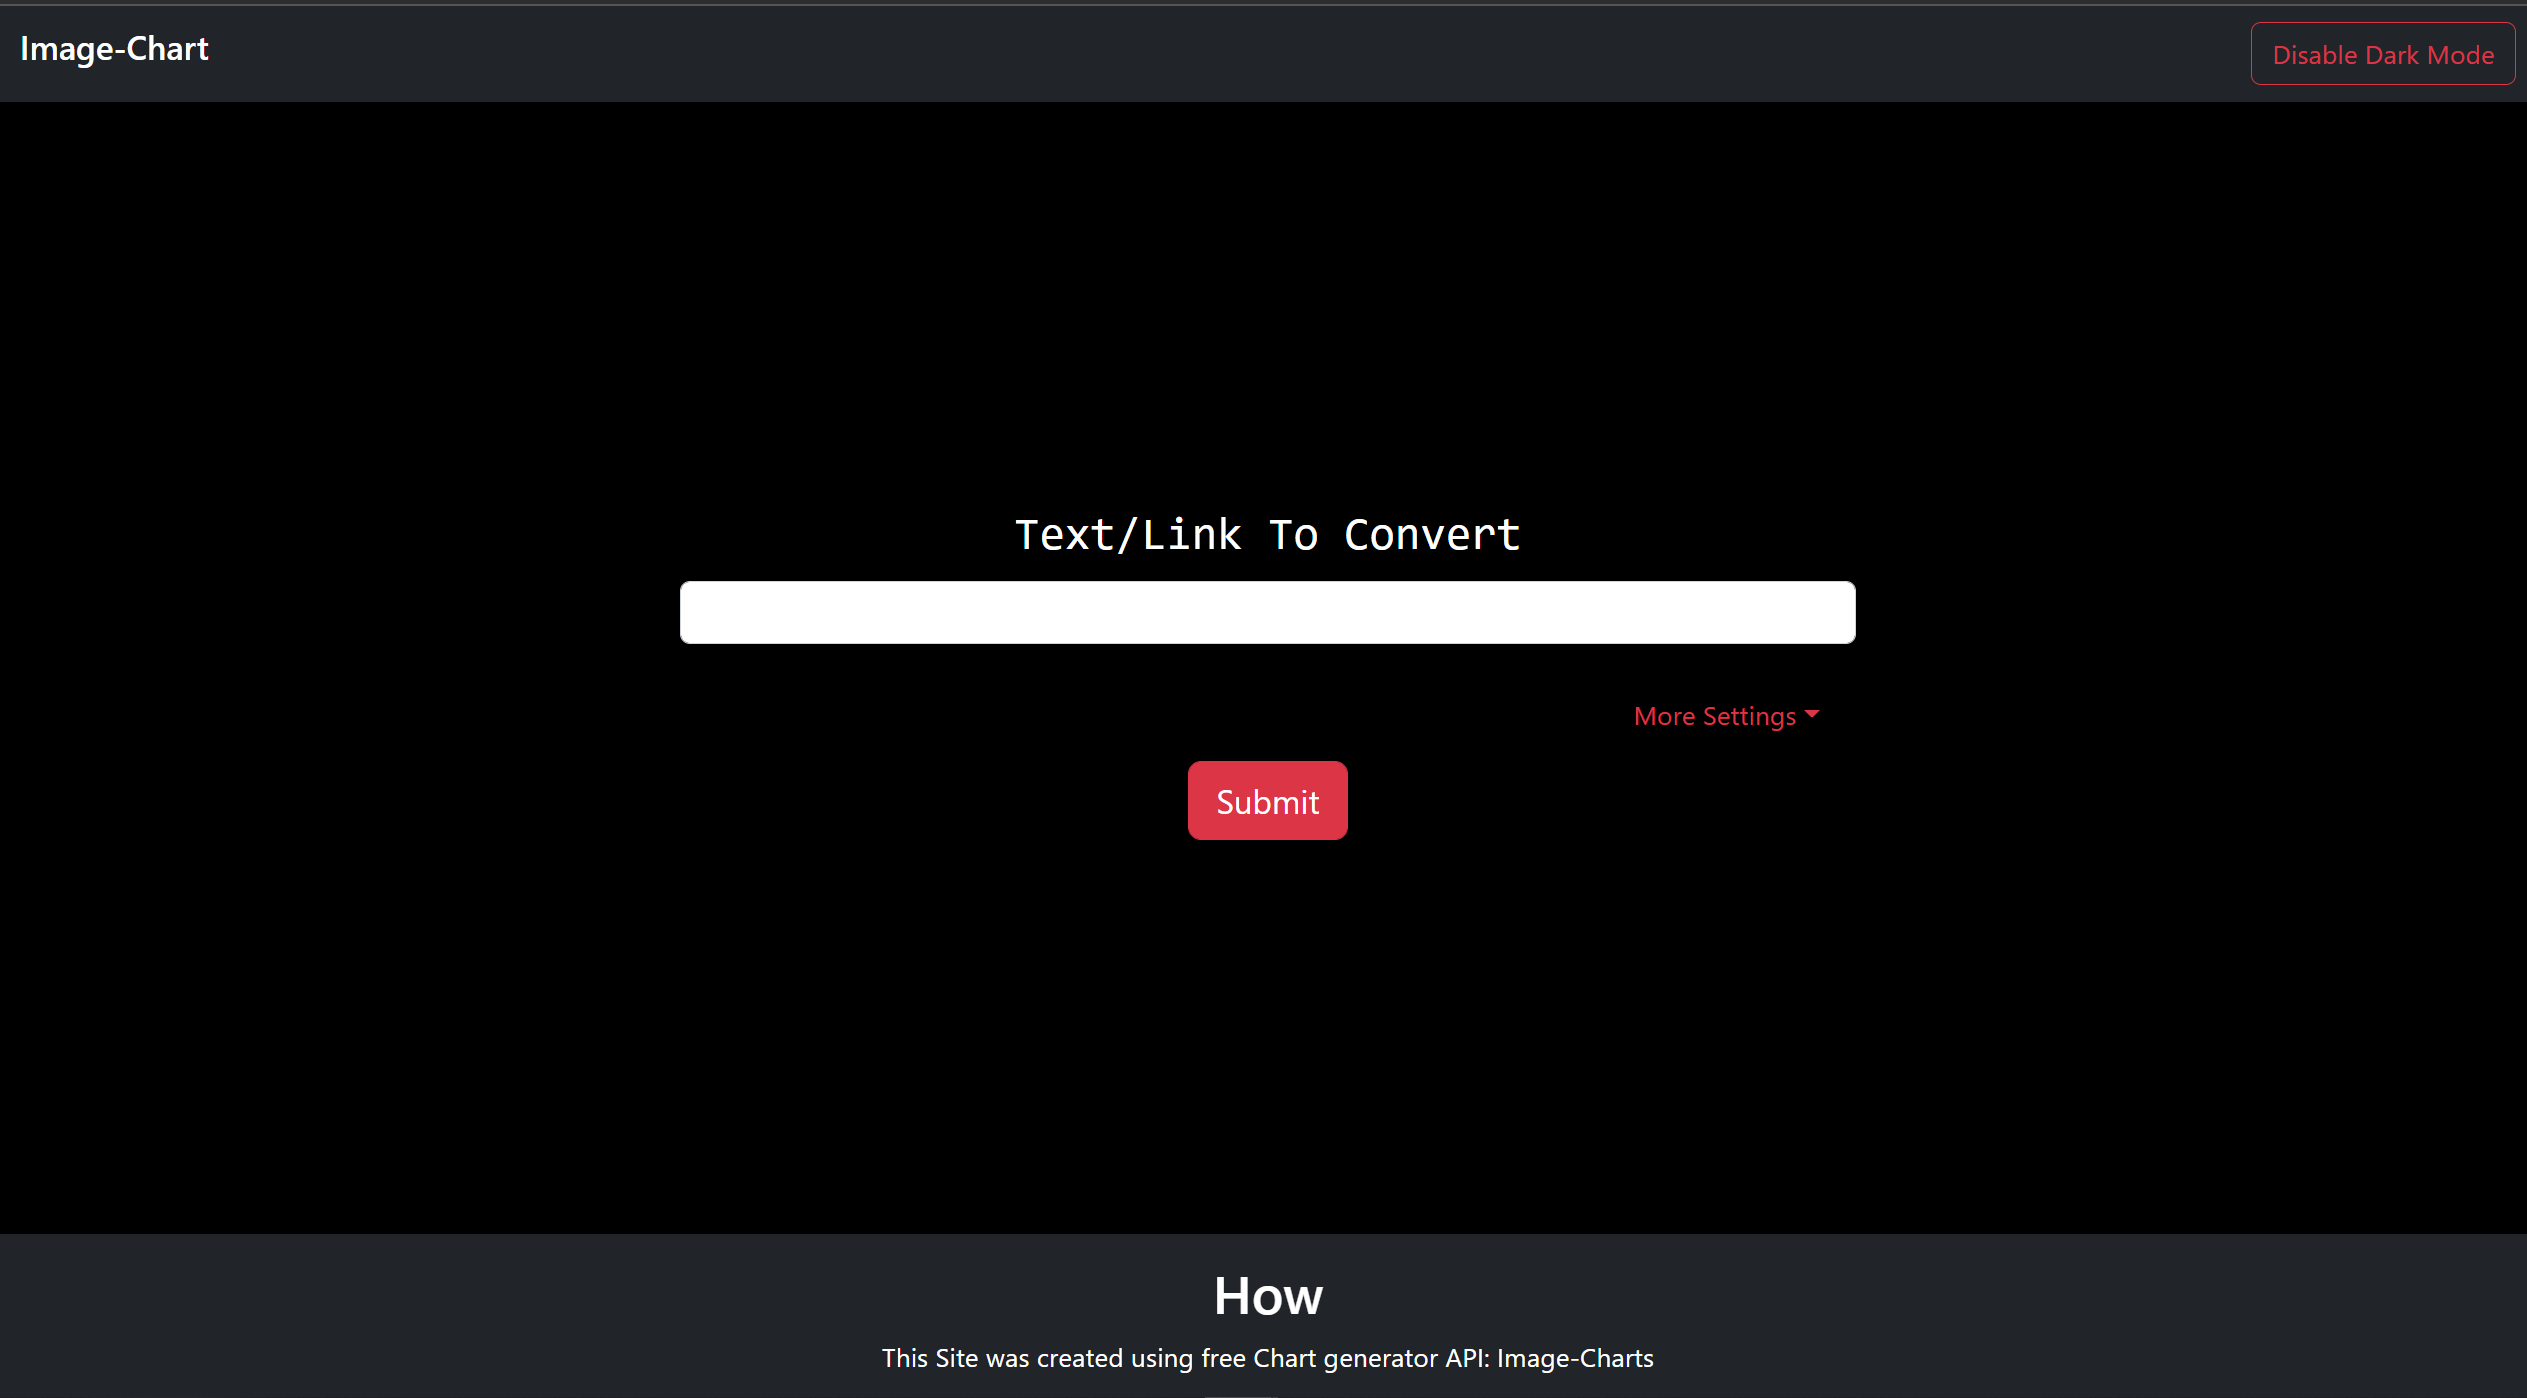 Image-Chart
Disable Dark Mode
Text/Link To Convert
More Settings
Submit
How
This Site was created using free Chart generator API: Image-Charts